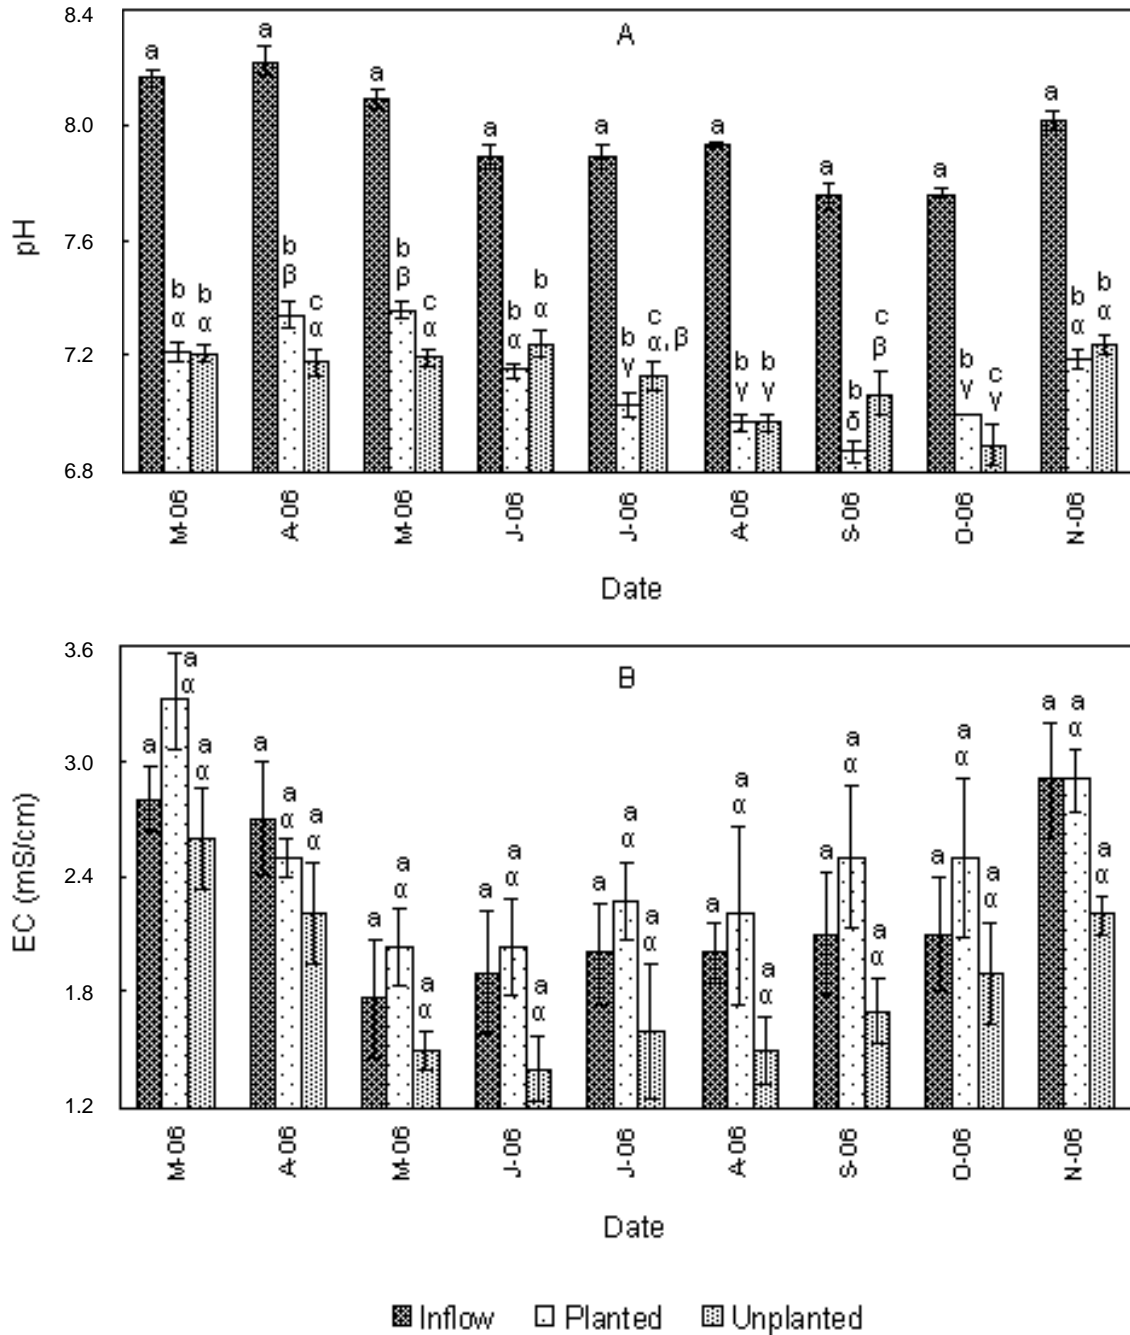 8.4
A
a a a a a a a a a
8.0
pH
7.6
b b b c b β c α b α b α b β c α b α b α b γ c α,β b γ b γ b δ c β b γ c γ b α b α
7.2
6.8
M-06 A-06 M-06 J-06 J-06 A-06 S-06 O-06 N-06
Date
3.6
B
a a α a α a a α a α a a α a α a a α a α a a α a α a a α a α a a α a α a a α a α a a α a α
3.0
EC (mS/cm)
2.4
1.8
1.2
M-06 A-06 M-06 J-06 J-06 A-06 S-06 O-06 N-06
Date
Inflow Planted Unplanted